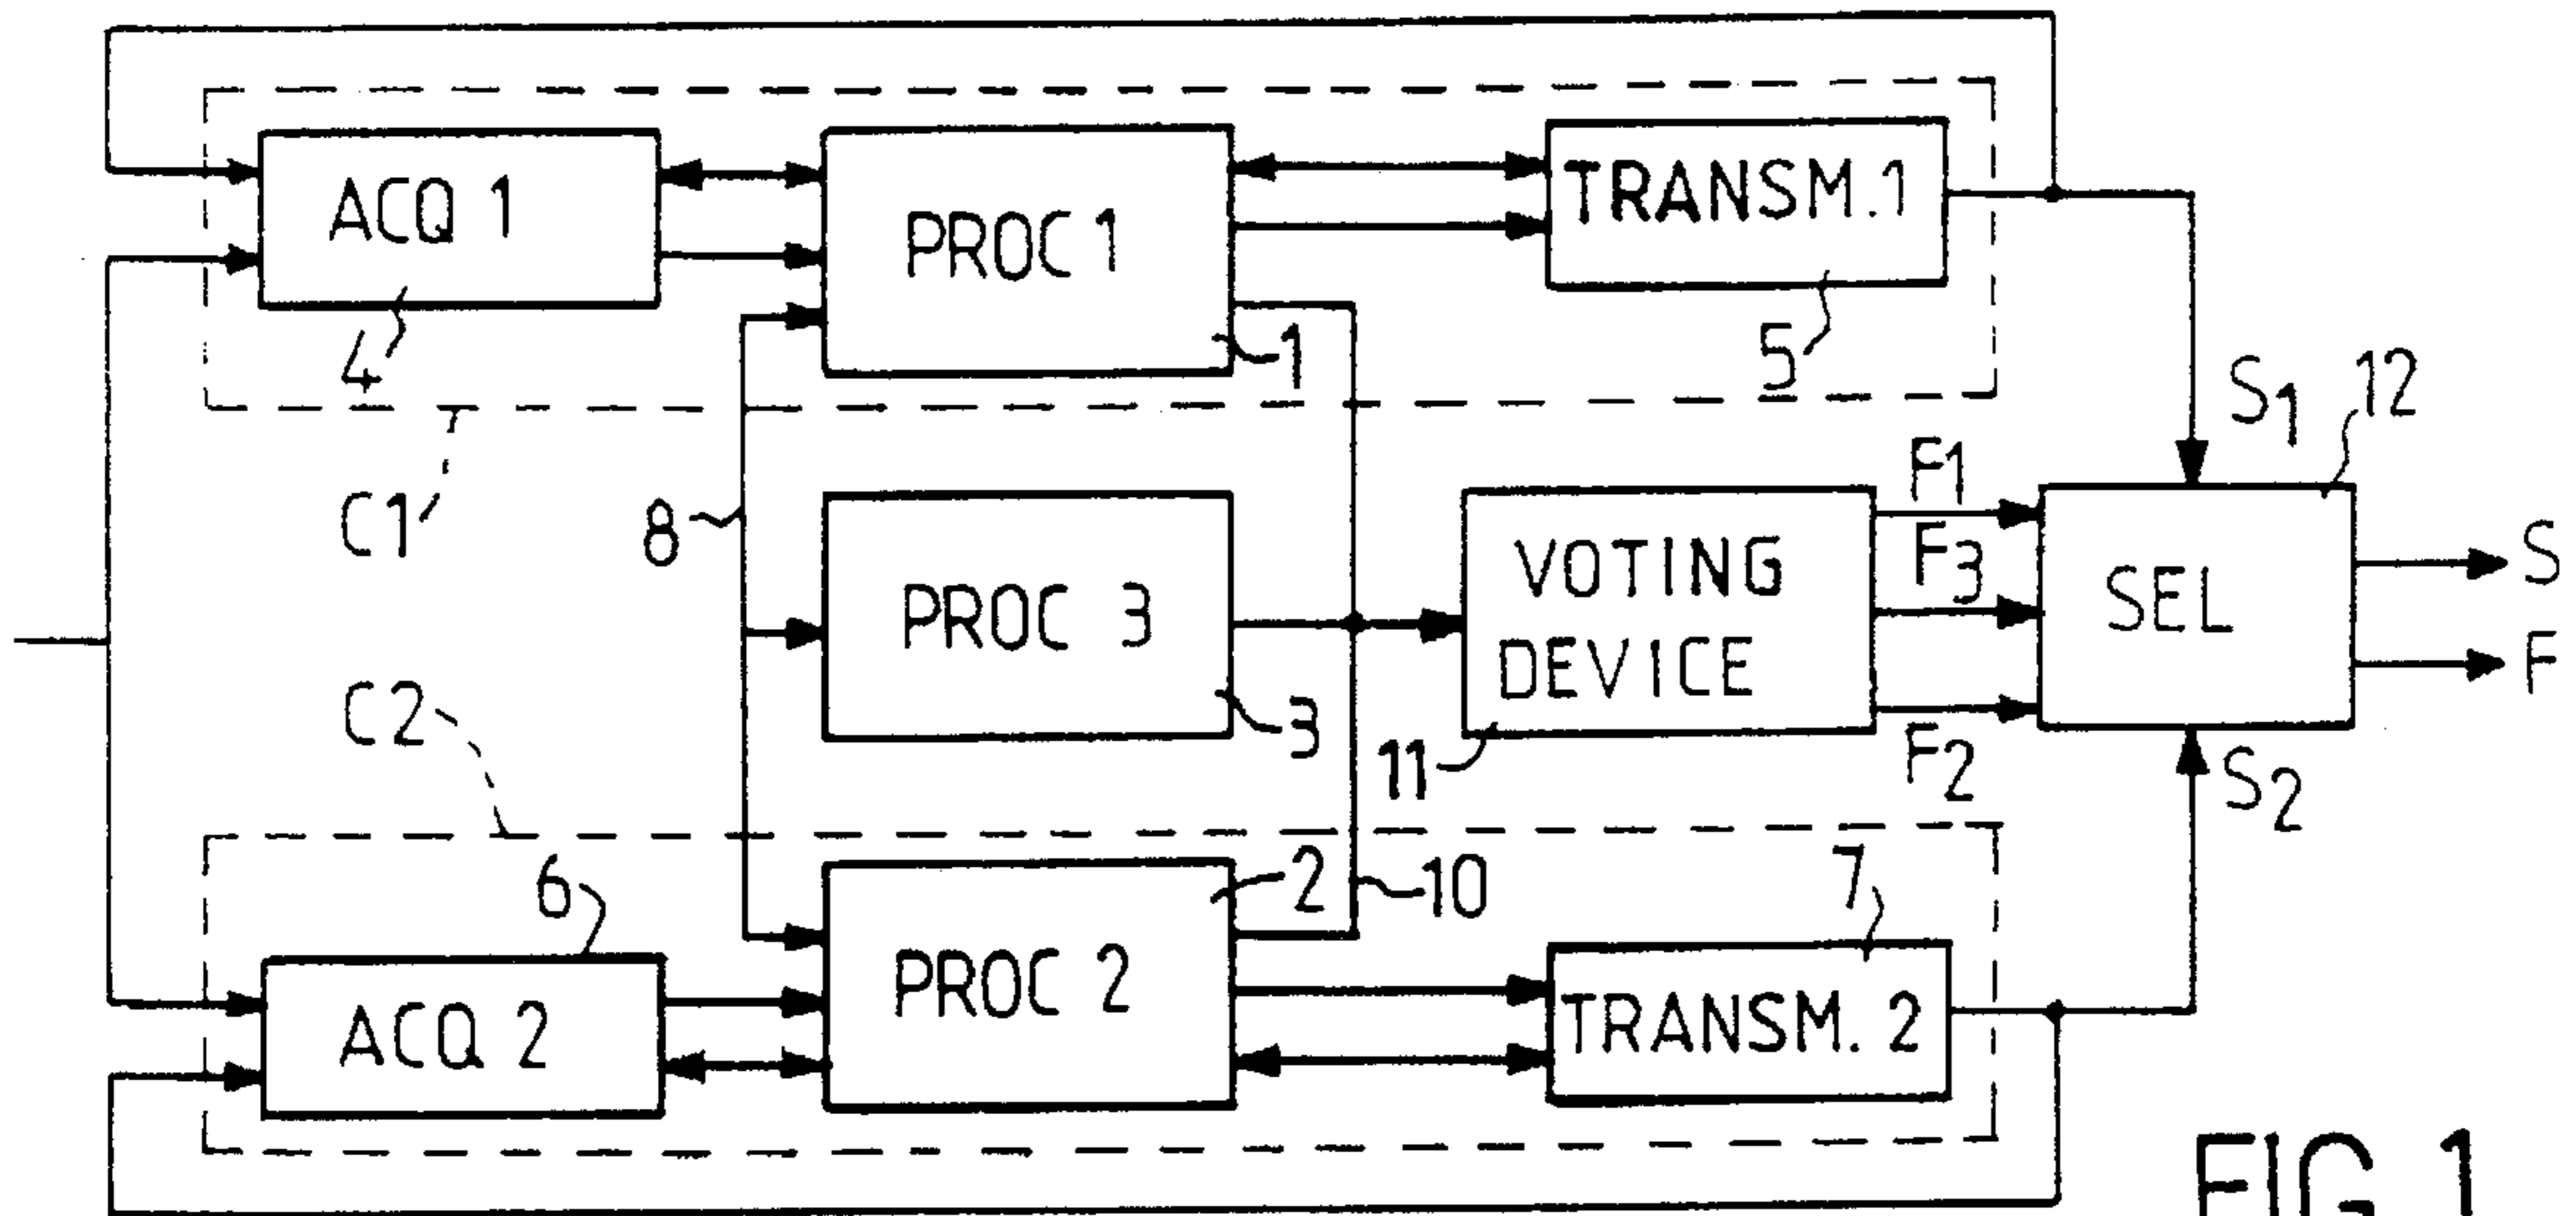 ACQ 1
PROC 1
TRANSM.1
4
1
5
S1
12
C1
8
F1
F3
VOTING
DEVICE
PROC 3
SEL
S
F
C2
3
11
F2
S2
6
2
10
7
ACQ 2
PROC 2
TRANSM. 2
FIG.1